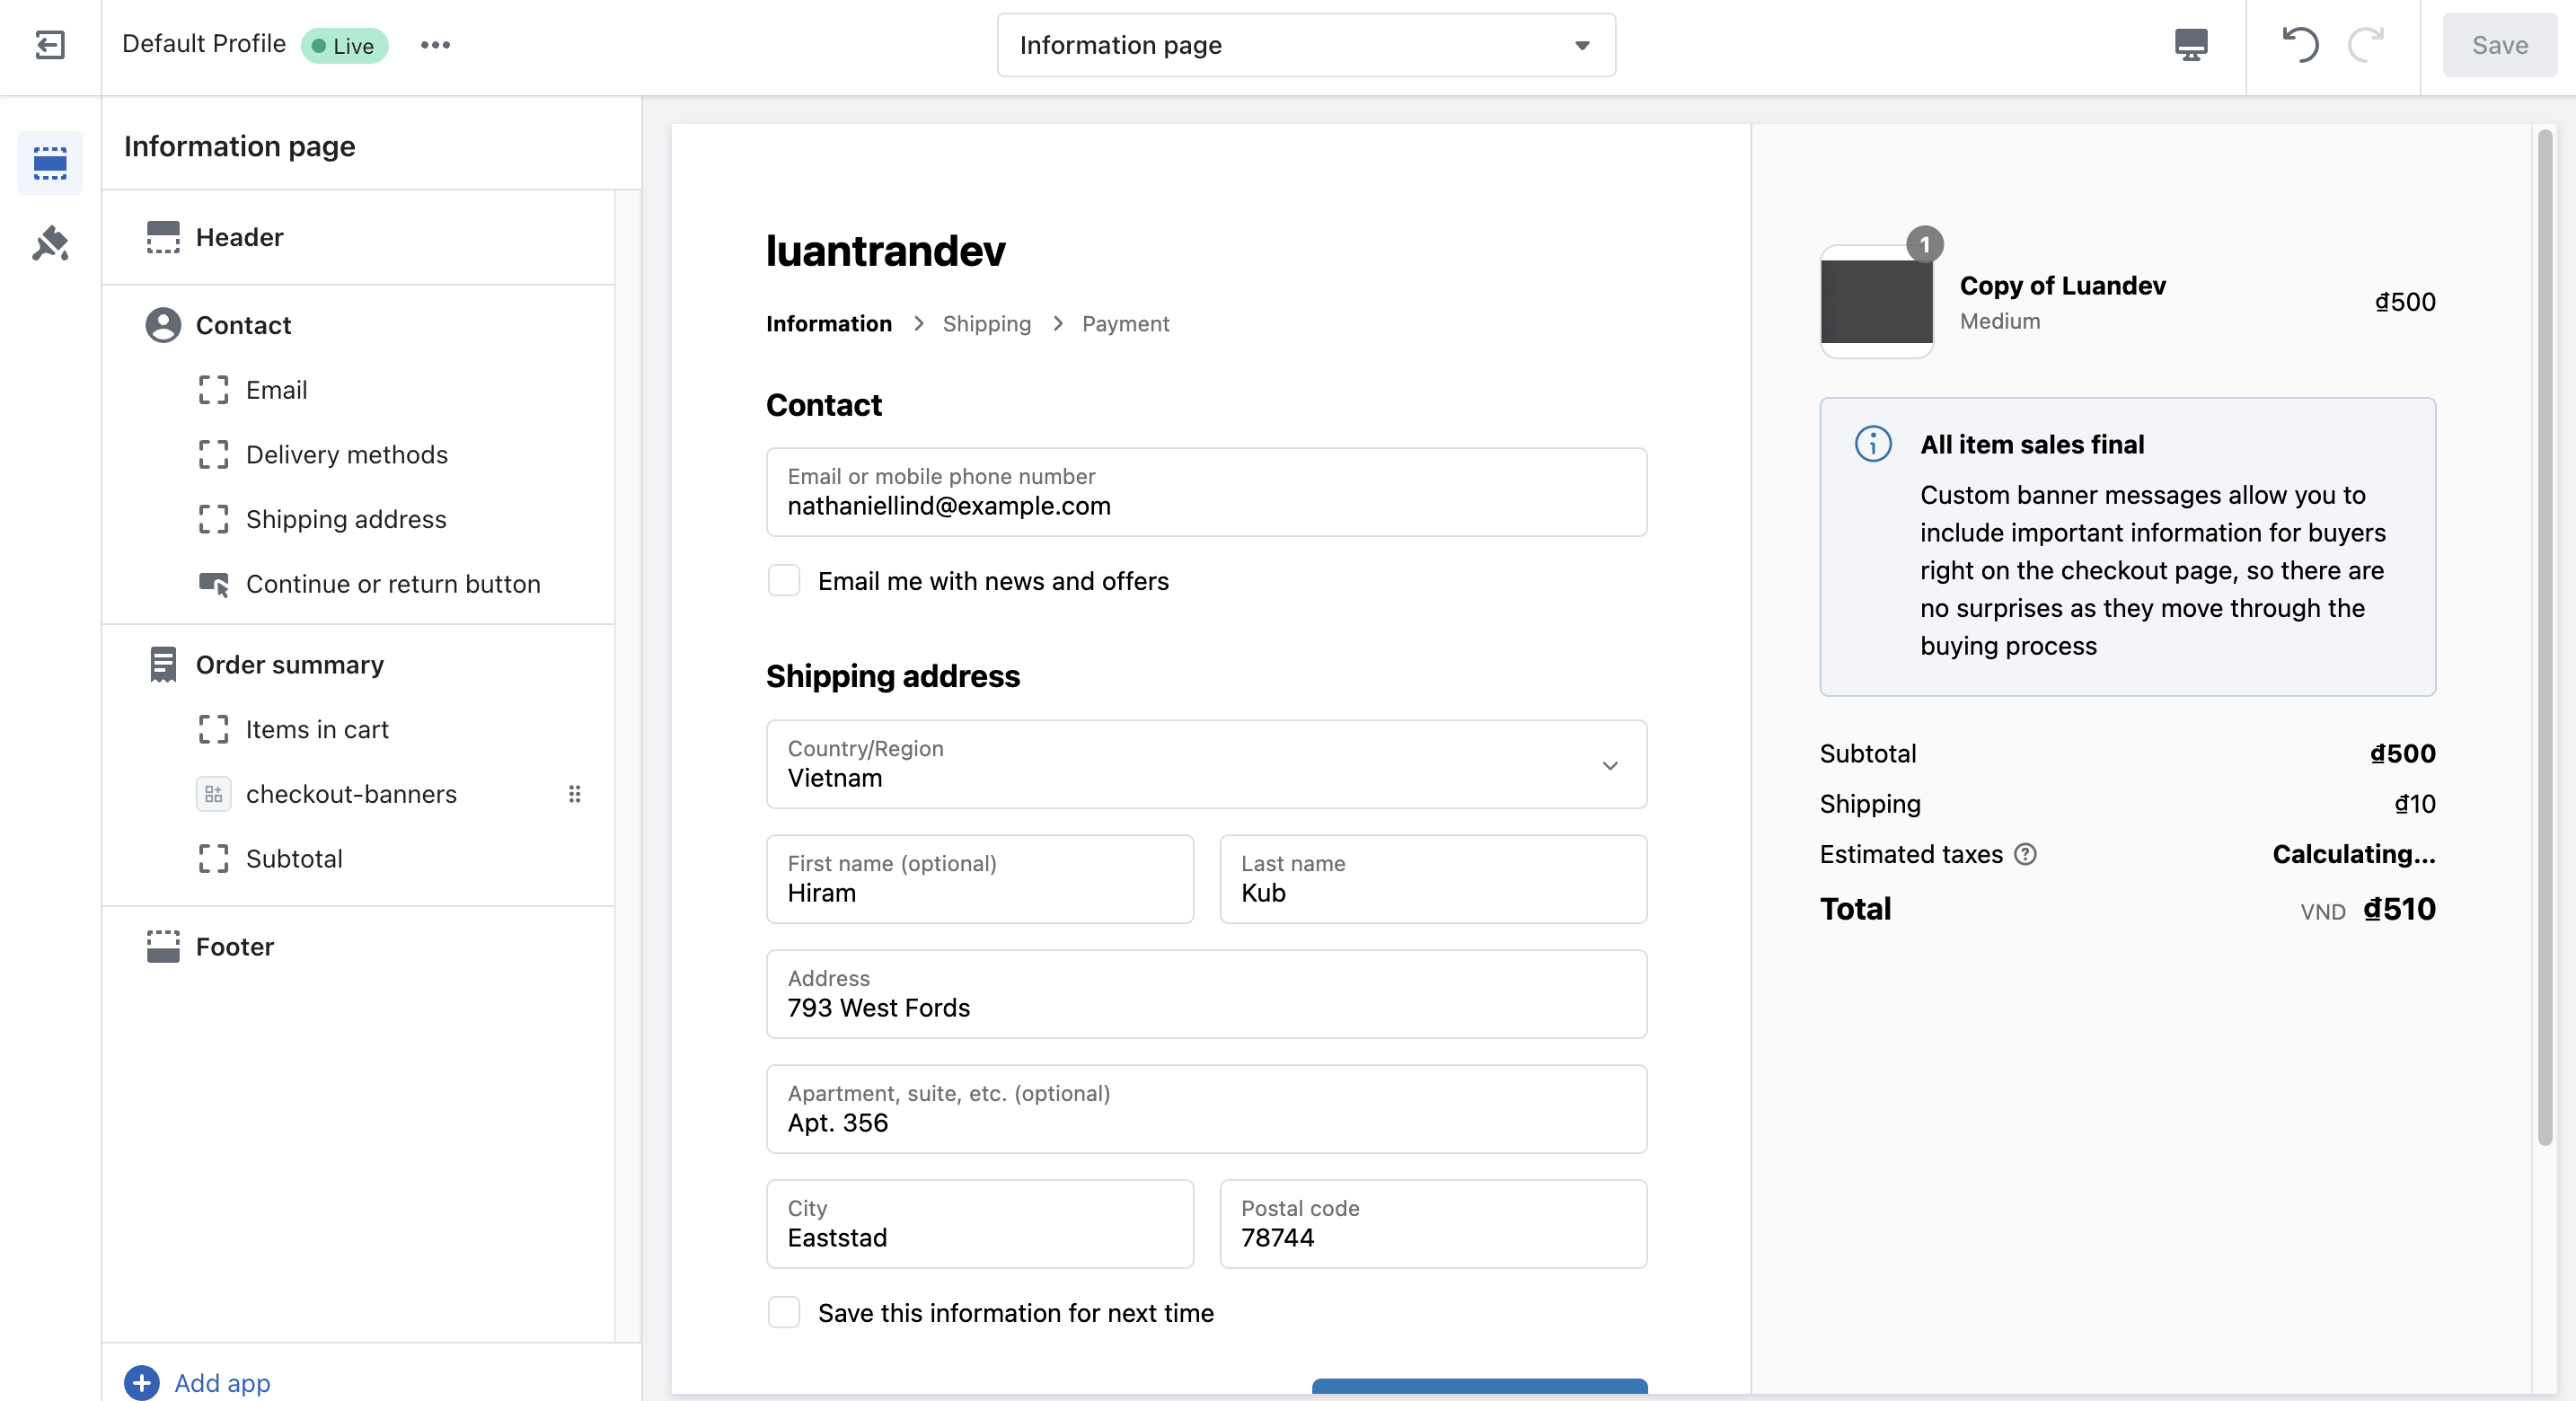 Default Profile
Live
Information page
Save
Information page
Header
Contact
Email
Delivery methods
Shipping address
Continue or return button
Order summary
Items in cart
checkout-banners
Subtotal
Footer
Add app
luantrandev
Information
Shipping
Payment
Contact
Email or mobile phone number
nathaniellind@example.com
Email me with news and offers
Shipping address
Country/Region
Vietnam
First name (optional)
Hiram
Last name
Kub
Address
793 West Fords
Apartment, suite, etc. (optional)
Apt. 356
City
Eaststad
Postal code
78744
Save this information for next time
1
Copy of Luandev
Medium
₫500
All item sales final
Custom banner messages allow you to
include important information for buyers
right on the checkout page, so there are
no surprises as they move through the
buying process
Subtotal ₫500
Shipping ₫10
Estimated taxes Calculating...
Total VND ₫510